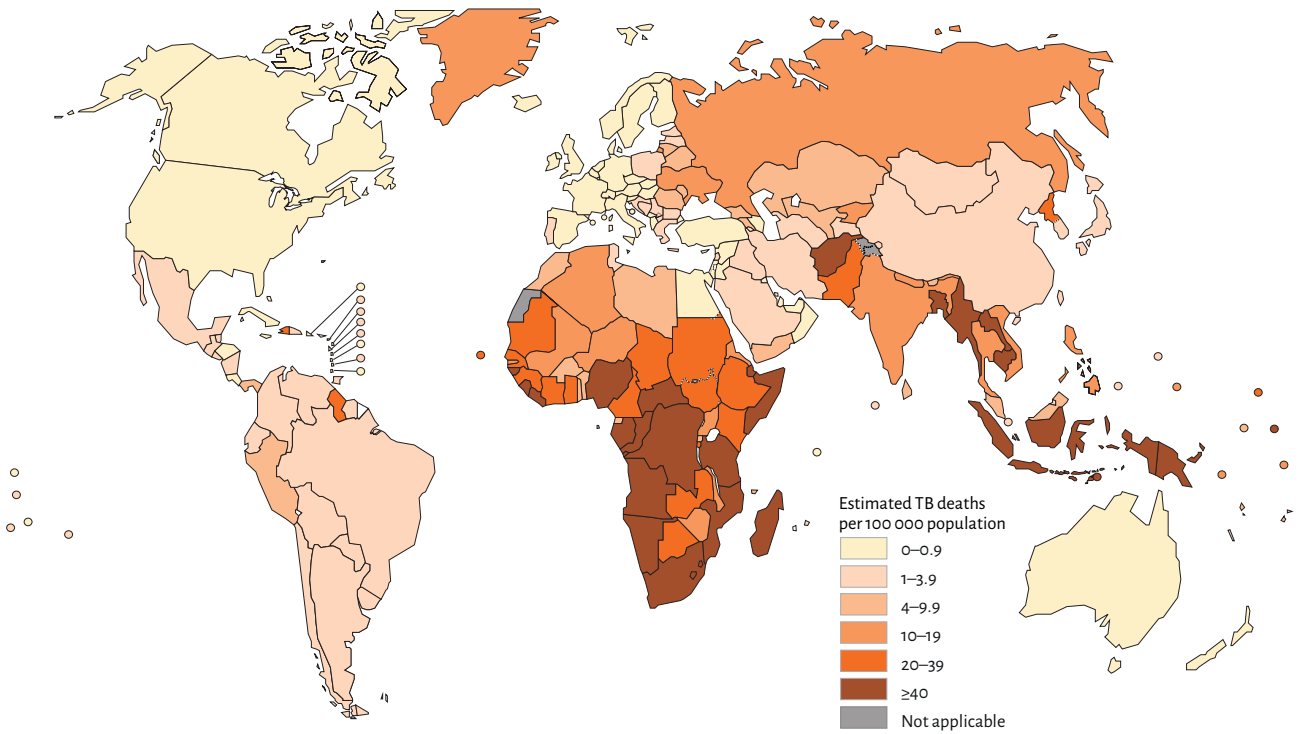 Estimated TB deaths
per 100 000 population
0–0.9
1–3.9
4–9.9
10–19
20–39
≥40
Not applicable